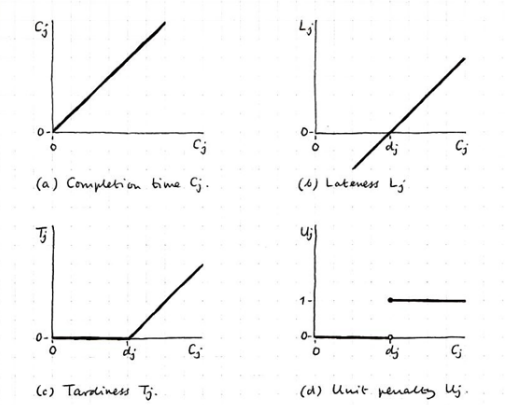 Cj
0
0
Cj
(a) Completion time Cj.
Lj
0
0
dj
Cj
(b) Lateness Lj
Tj
0
0
dj
Cj
(c) Tardiness Tj.
Uj
1
0
0
dj
Cj
(d) Unit penalty Uj.